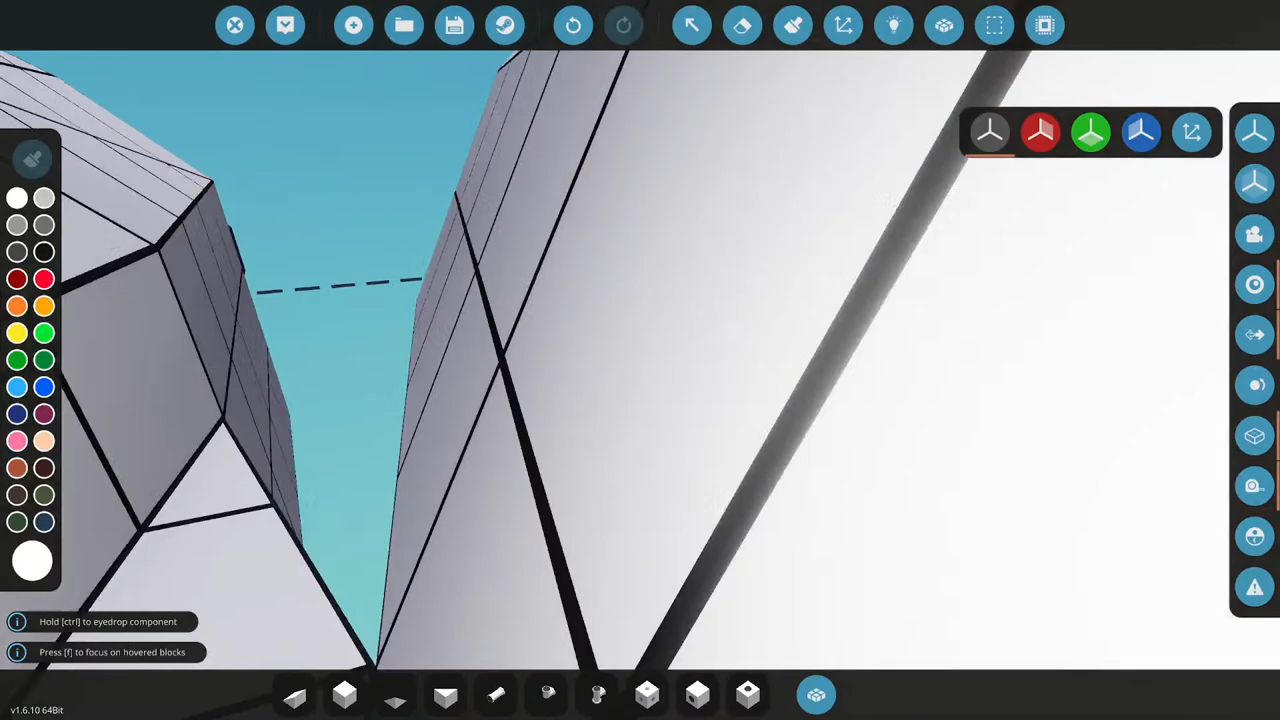 Hold [ctrl] to eyedrop component
Press [f] to focus on hovered blocks
v1.6.10 64Bit